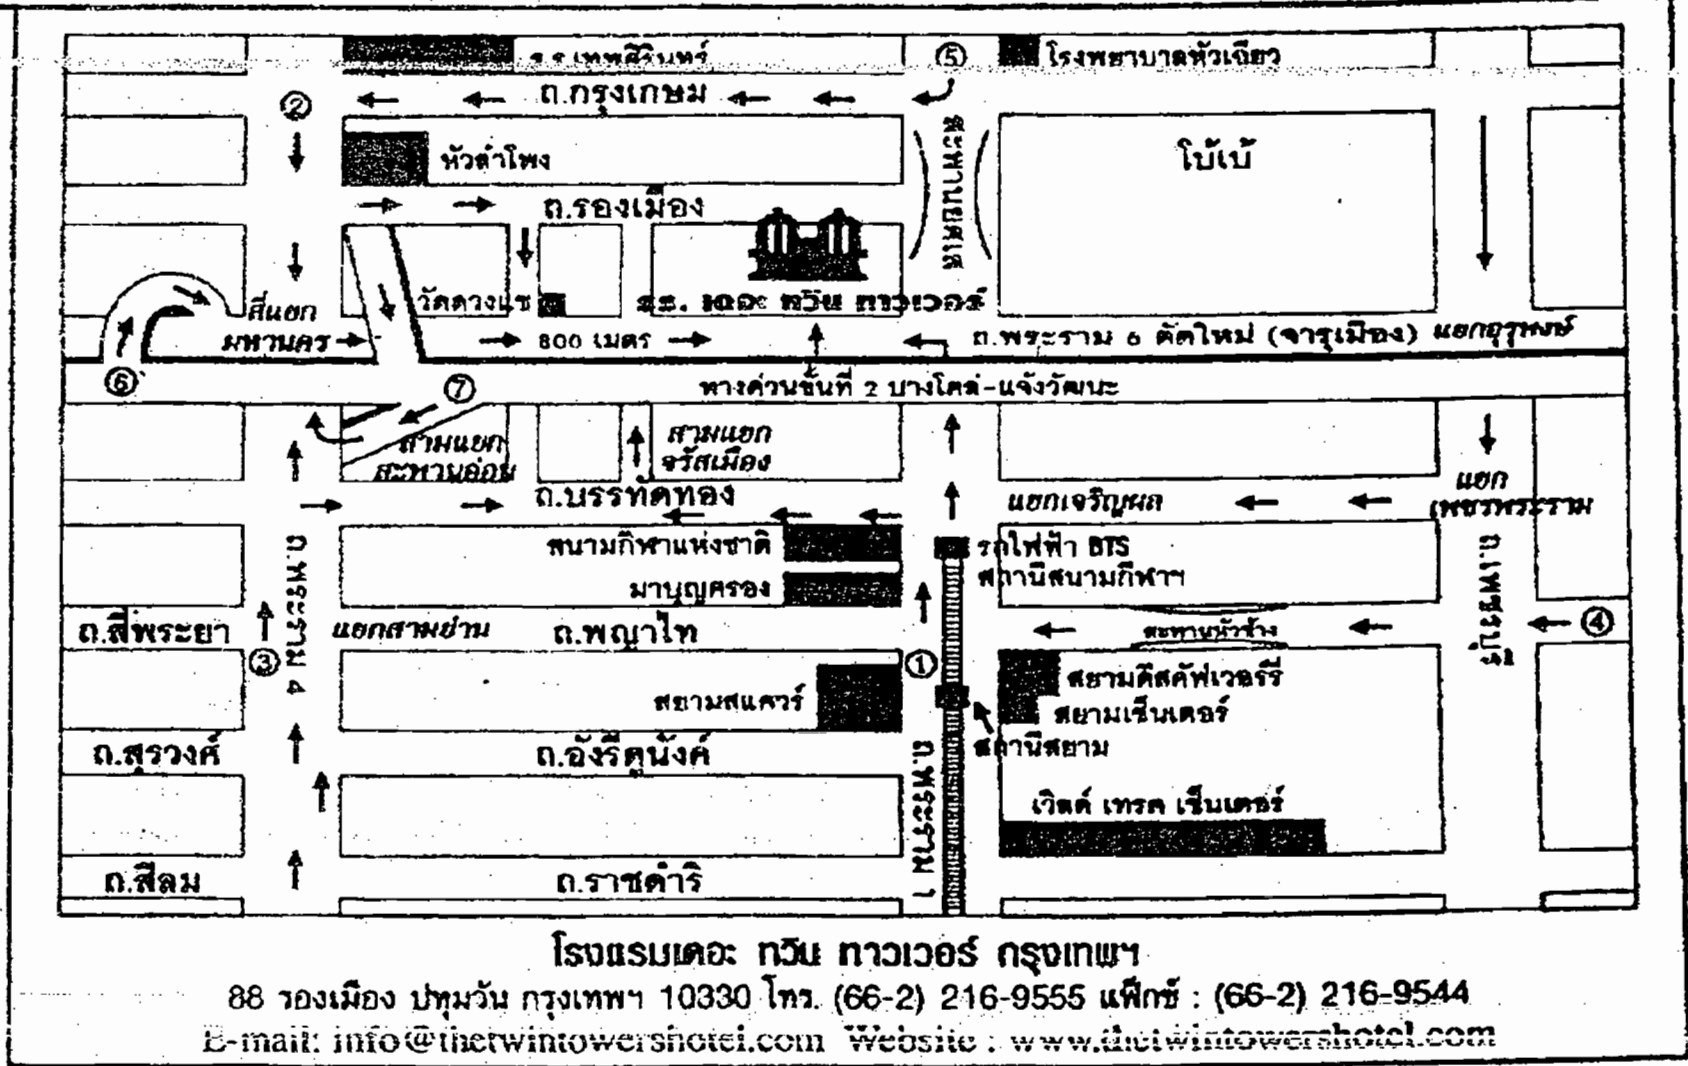 ร.ร.เทพศิรินทร์
⑤
โรงพยาบาลหัวเฉียว
②
ถ.กรุงเกษม
สะพานยศเส
หัวลำโพง
โบ๊เบ๊
ถ.รองเมือง
วัดดวงแข
รร. เดอะ ทวิน ทาวเวอร์
สี่แยก
มหานคร
800 เมตร
ถ.พระราม 6 ตัดใหม่ (จารุเมือง)
แยกอุรุพงษ์
⑥
⑦
ทางด่วนขั้นที่ 2 บางโคล่-แจ้งวัฒนะ
สามแยก
สะพานอ่อน
สามแยก
จรัสเมือง
ถ.บรรทัดทอง
แยกเจริญผล
แยก
เพชรพระราม
สนามกีฬาแห่งชาติ
รถไฟฟ้า BTS
สถานีสนามกีฬาฯ
มาบุญครอง
ถ.พระราม 4
ถ.เพชรบุรี
ถ.สี่พระยา
แยกสามย่าน
ถ.พญาไท
สะพานหัวช้าง
④
③
①
สยามสแควร์
สยามดิสคัฟเวอร์รี่
สยามเซ็นเตอร์
สถานีสยาม
ถ.สุรวงศ์
ถ.อังรีดูนังค์
ถ.พระราม 1
เวิลด์ เทรด เซ็นเตอร์
ถ.สีลม
ถ.ราชดำริ
โรงแรมเดอะ ทวิน ทาวเวอร์ กรุงเทพฯ
88 รองเมือง ปทุมวัน กรุงเทพฯ 10330 โทร. (66-2) 216-9555 แฟ็กซ์ : (66-2) 216-9544
E-mail: info@thetwintowershotel.com Website : www.thetwintowershotel.com